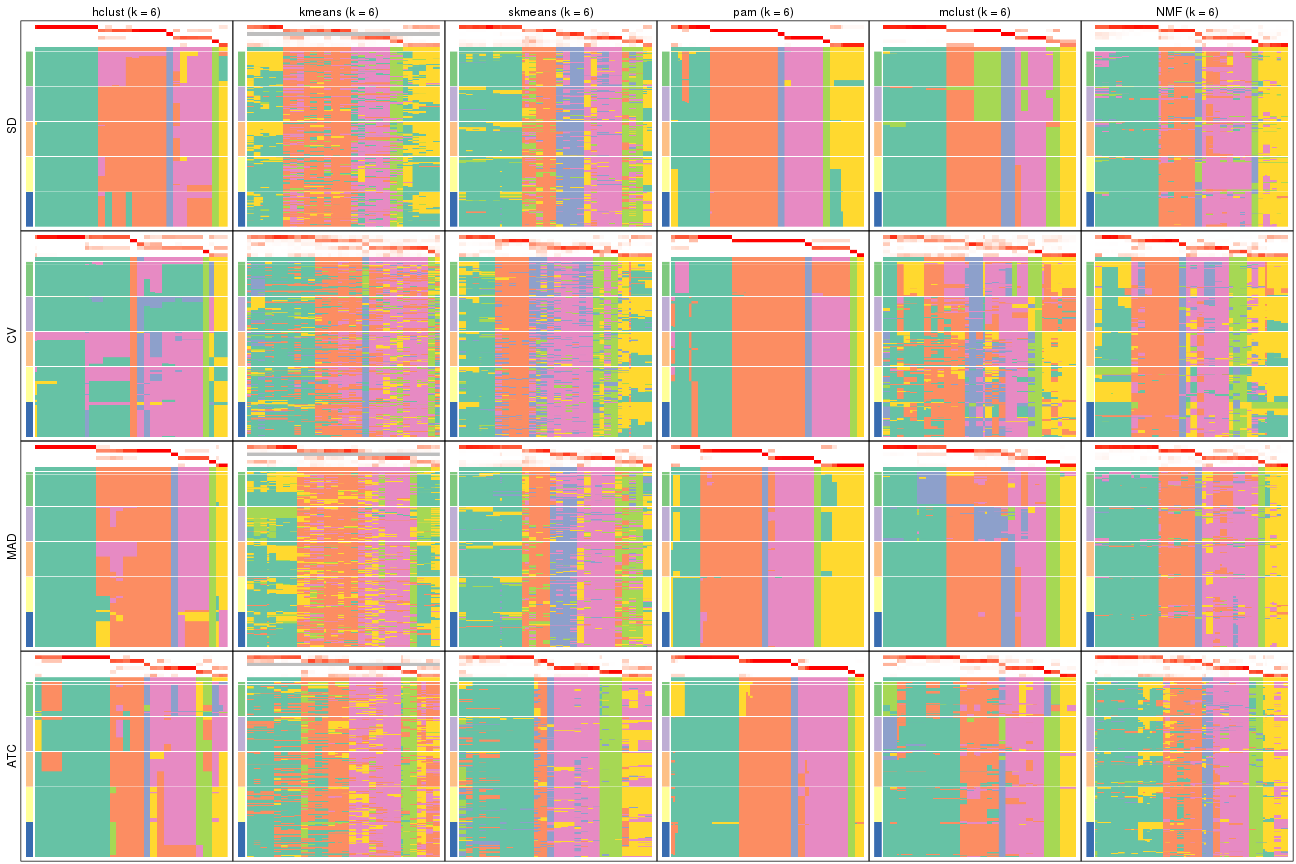 hclust (k = 6) kmeans (k = 6) skmeans (k = 6) pam (k = 6) mclust (k = 6) NMF (k = 6)
SD
CV
MAD
ATC